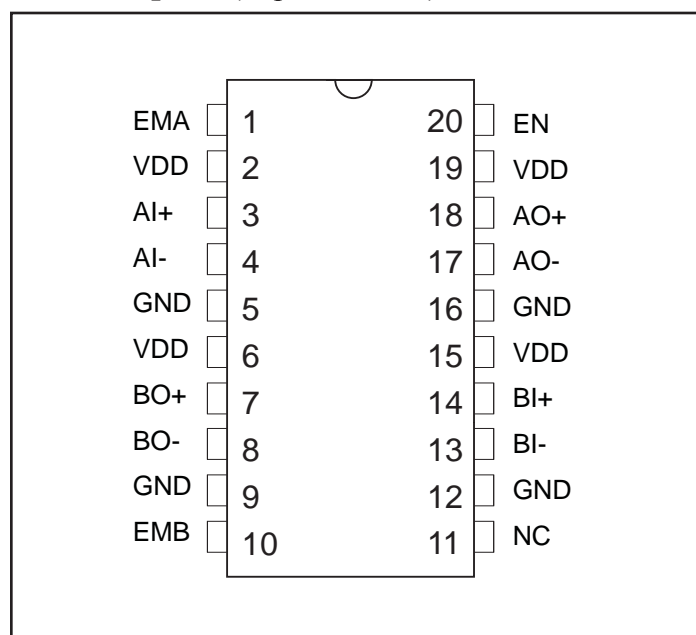 EMA 1 20 EN
VDD 2 19 VDD
AI+ 3 18 AO+
AI- 4 17 AO-
GND 5 16 GND
VDD 6 15 VDD
BO+ 7 14 BI+
BO- 8 13 BI-
GND 9 12 GND
EMB 10 11 NC